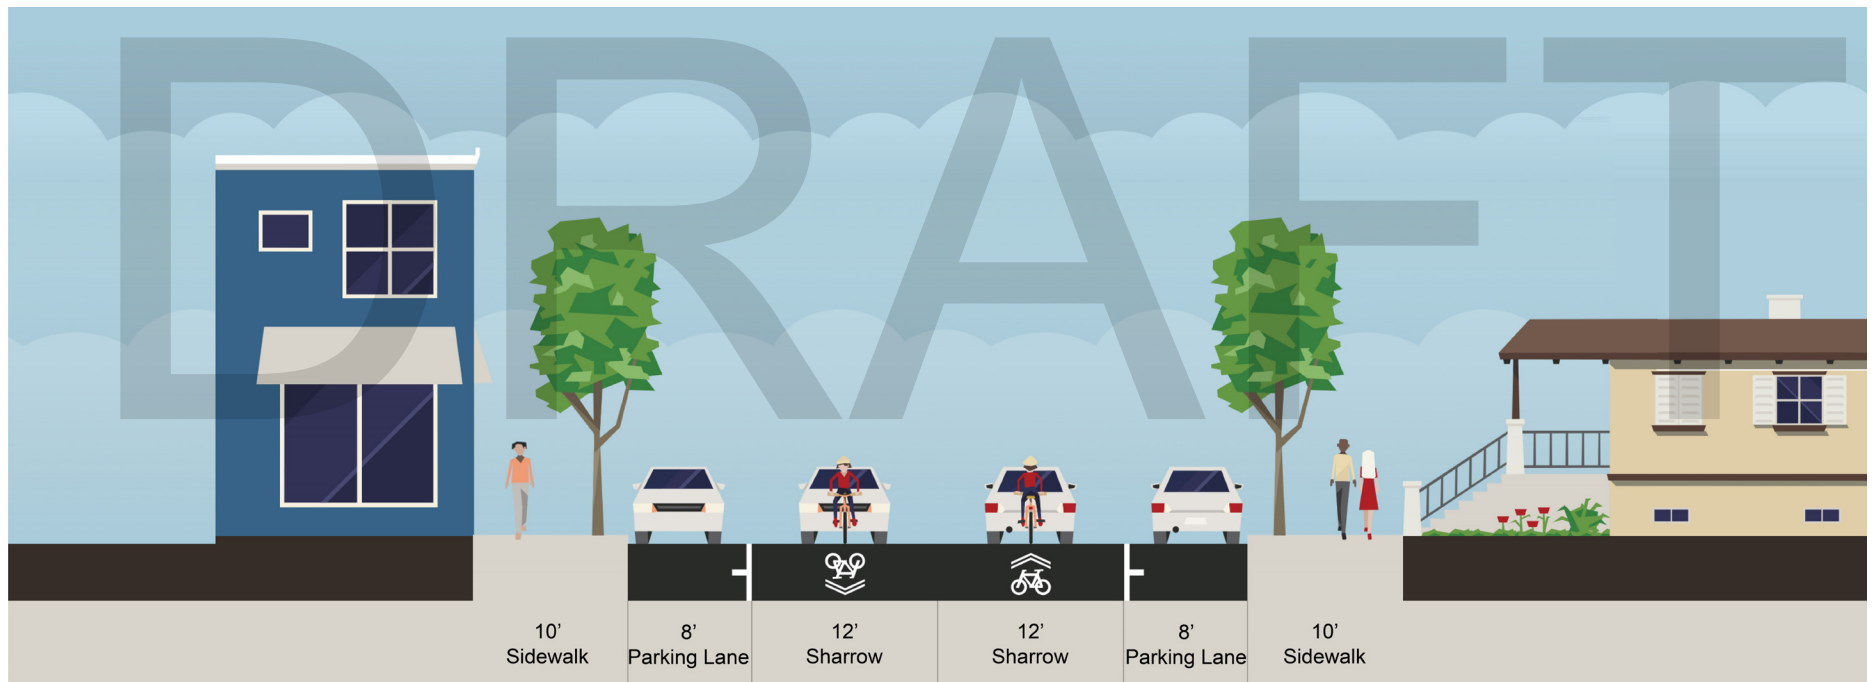 DRAFT
10’
Sidewalk
8’
Parking Lane
12’
Sharrow
12’
Sharrow
8’
Parking Lane
10’
Sidewalk